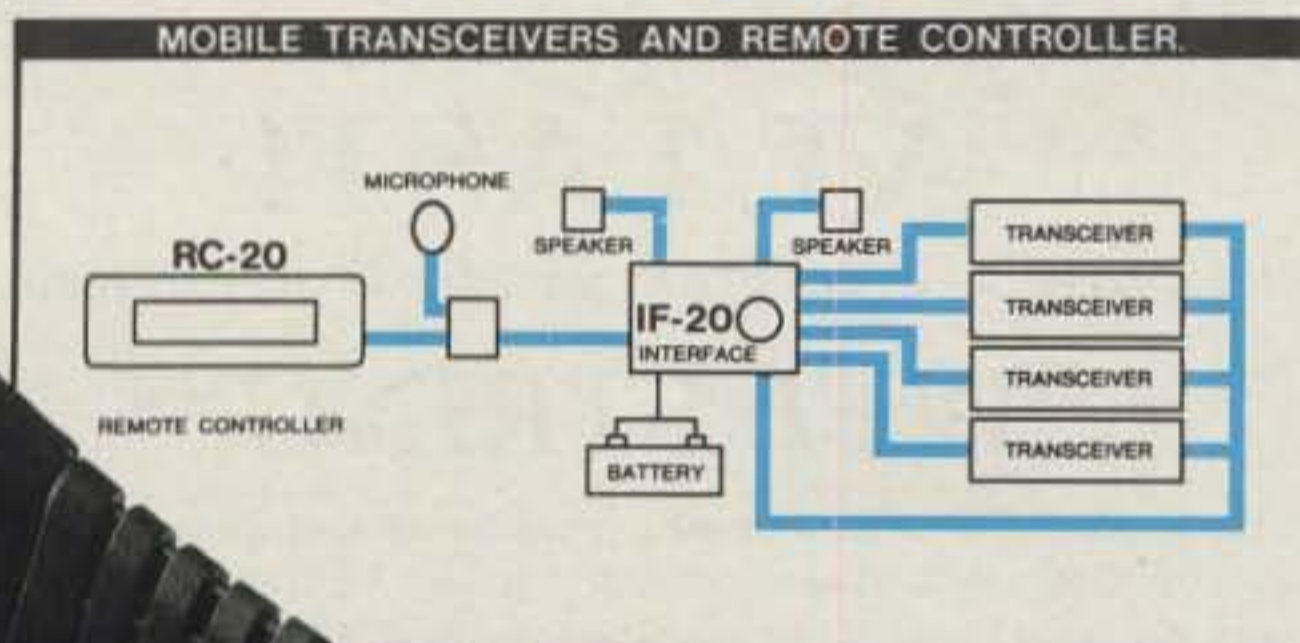 MOBILE TRANSCEIVERS AND REMOTE CONTROLLER.
MICROPHONE
RC-20
SPEAKER
SPEAKER
TRANSCEIVER
TRANSCEIVER
IF-20
INTERFACE
TRANSCEIVER
REMOTE CONTROLLER
TRANSCEIVER
BATTERY